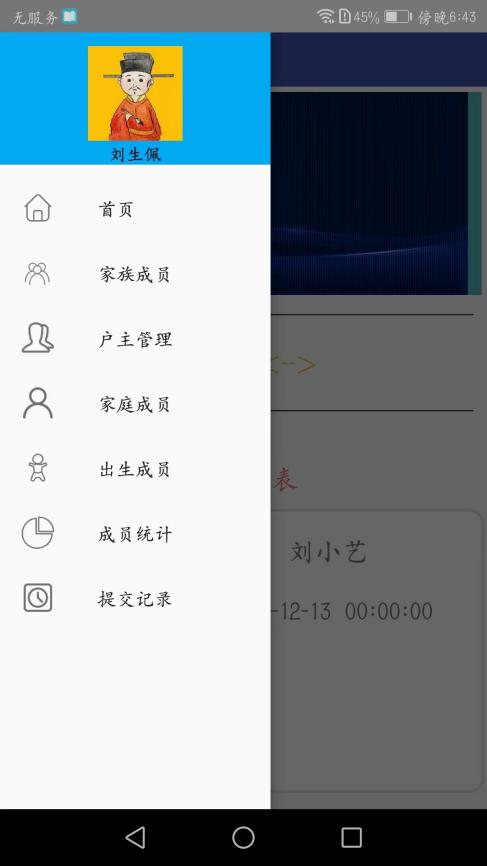 无服务 45% 傍晚6:43
刘生佩
首页
家族成员
户主管理
家庭成员
出生成员
成员统计
提交记录
<-->
表
刘小艺
-12-13 00:00:00